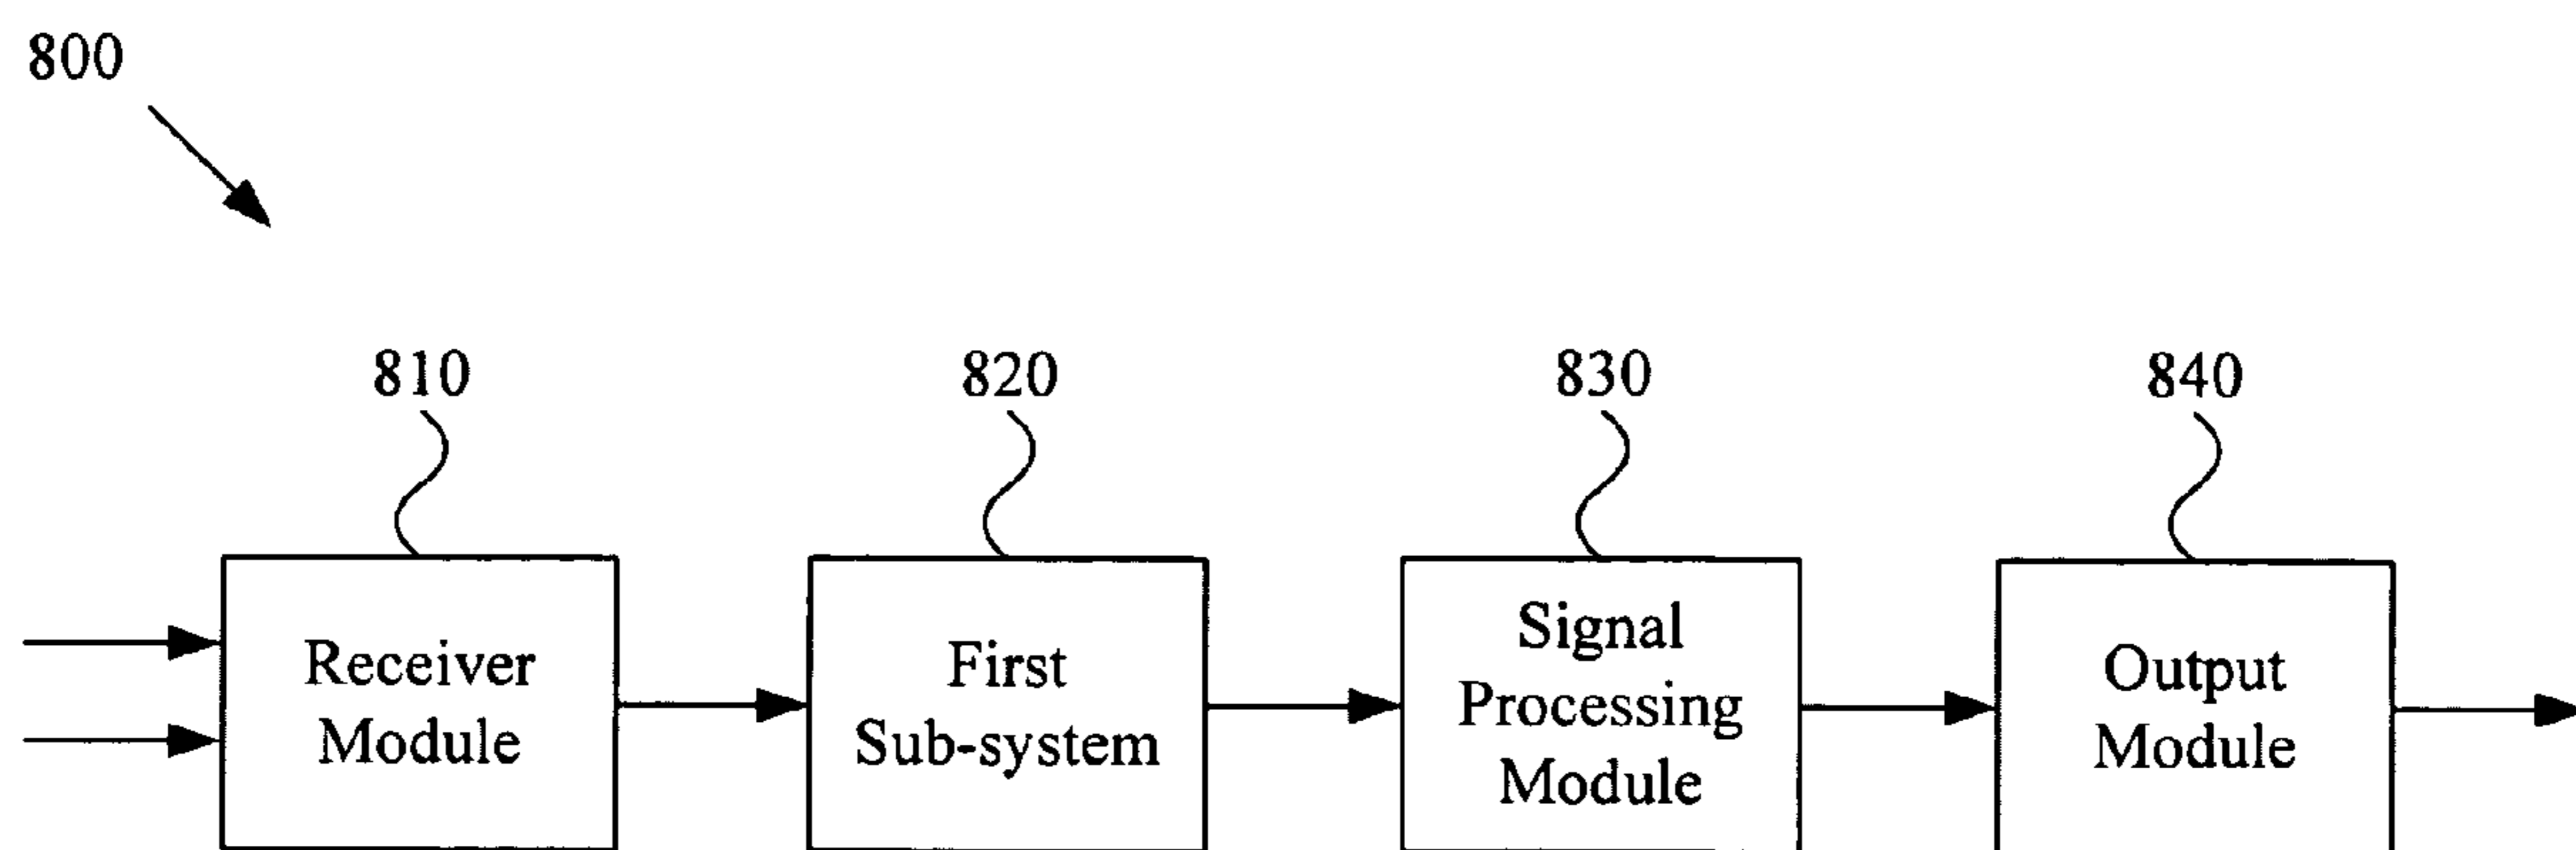 800
810
820
830
840
Receiver
Module
First
Sub-system
Signal
Processing
Module
Output
Module